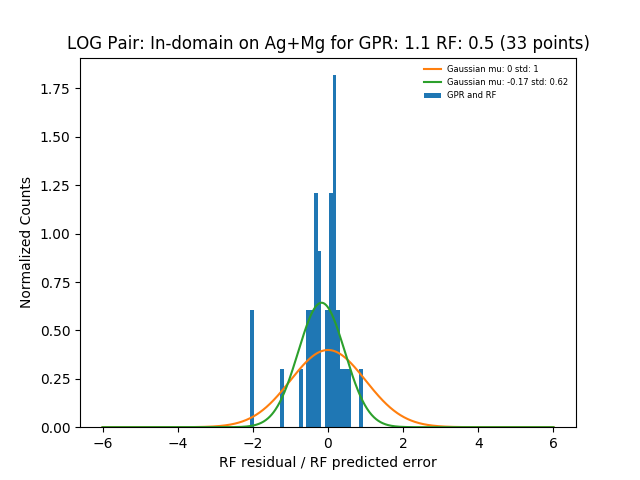 LOG Pair: In-domain on Ag+Mg for GPR: 1.1 RF: 0.5 (33 points)
Gaussian mu: 0 std: 1
Gaussian mu: -0.17 std: 0.62
GPR and RF
Normalized Counts
1.75
1.50
1.25
1.00
0.75
0.50
0.25
0.00
−6 −4 −2 0 2 4 6
RF residual / RF predicted error